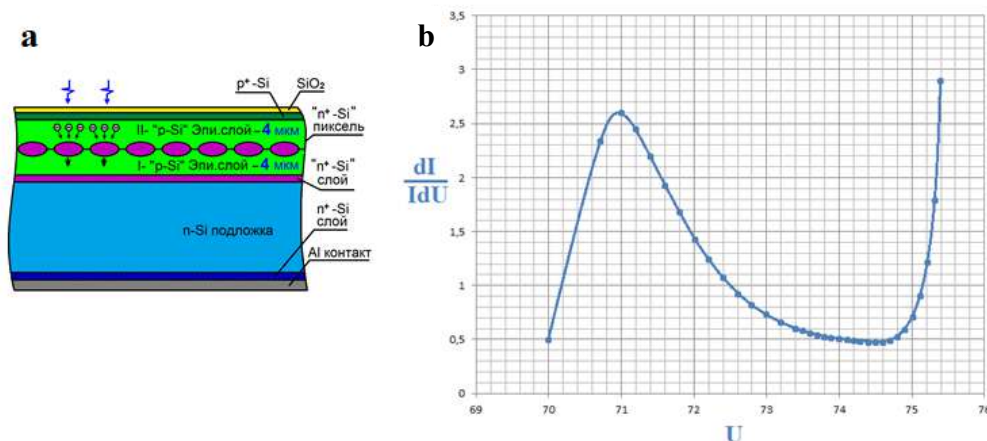 a
p⁺-Si
SiO₂
II- "p-Si" Эпи.слой - 4 мкм
"n⁺-Si"
пиксель
I- "p-Si" Эпи.слой - 4 мкм
"n⁺-Si"
слой
n⁺-Si
слой
n-Si подложка
Al контакт
b
3,5
3
2,5
2
1,5
1
0,5
0
dI
IdU
69
70
71
72
73
74
75
76
U